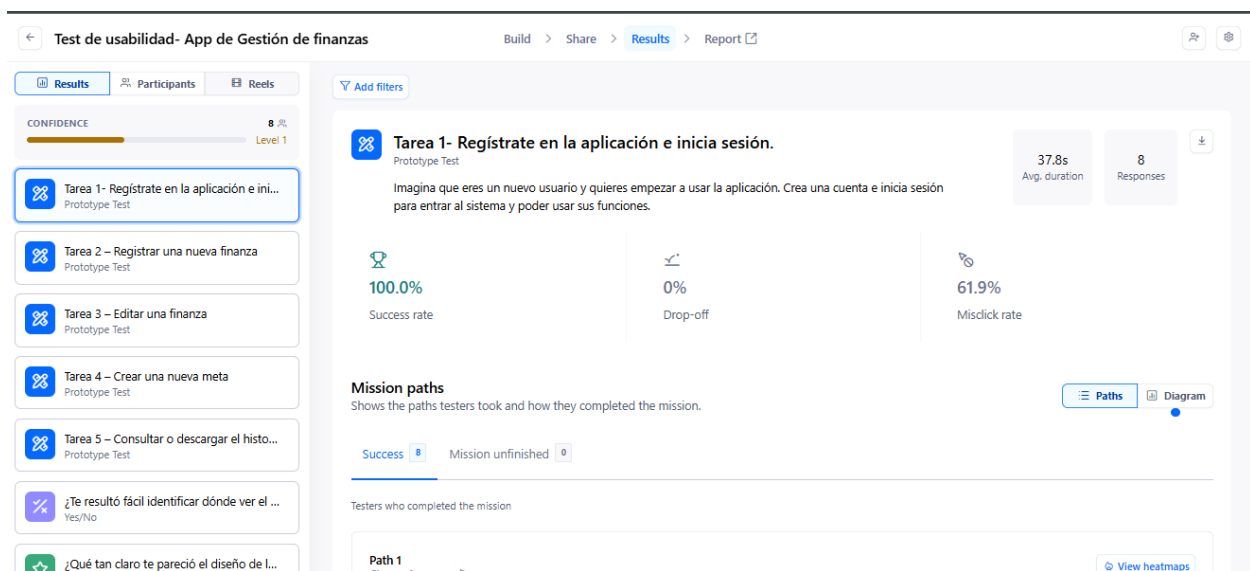 Test de usabilidad- App de Gestión de finanzas
Build > Share > Results > Report
Results
Participants
Reels
CONFIDENCE
8
Level 1
Tarea 1- Regístrate en la aplicación e ini...
Prototype Test
Tarea 2 – Registrar una nueva finanza
Prototype Test
Tarea 3 – Editar una finanza
Prototype Test
Tarea 4 – Crear una nueva meta
Prototype Test
Tarea 5 – Consultar o descargar el histo...
Prototype Test
¿Te resultó fácil identificar dónde ver el ...
Yes/No
¿Qué tan claro te pareció el diseño de l...
Add filters
Tarea 1- Regístrate en la aplicación e inicia sesión.
Prototype Test
Imagina que eres un nuevo usuario y quieres empezar a usar la aplicación. Crea una cuenta e inicia sesión
para entrar al sistema y poder usar sus funciones.
37.8s
Avg. duration
8
Responses
100.0%
Success rate
0%
Drop-off
61.9%
Misclick rate
Mission paths
Shows the paths testers took and how they completed the mission.
Paths
Diagram
Success 8
Mission unfinished 0
Testers who completed the mission
Path 1
View heatmaps